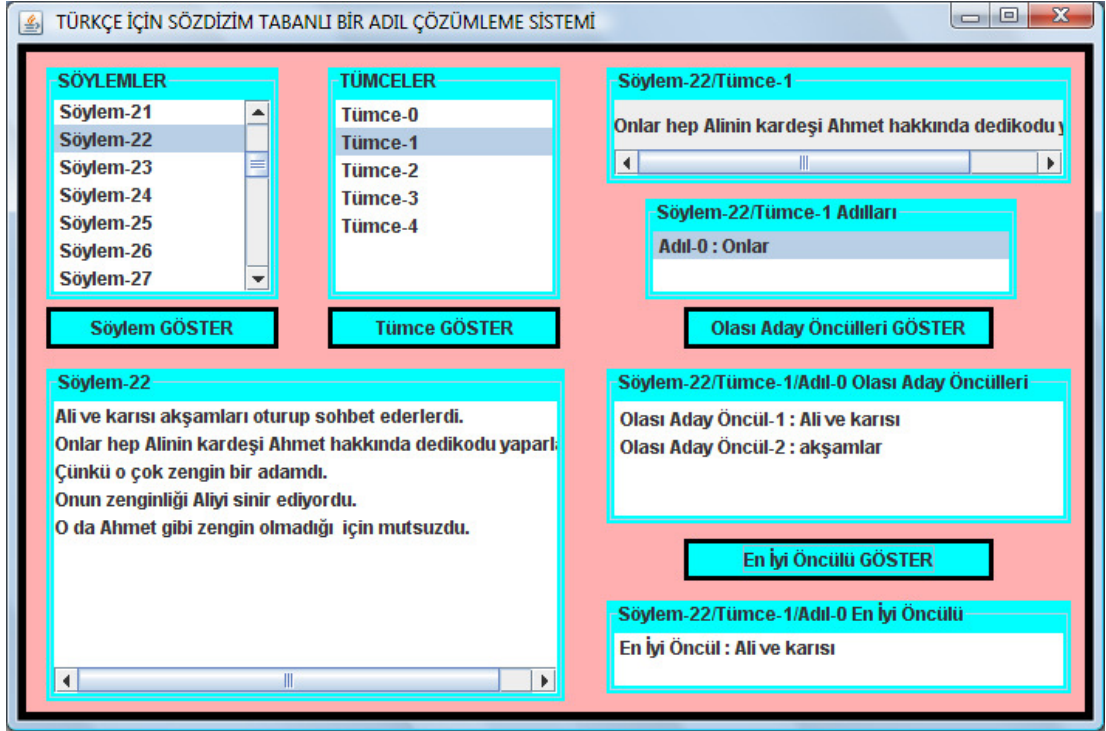 TÜRKÇE İÇİN SÖZDİZİM TABANLI BİR ADIL ÇÖZÜMLEME SİSTEMİ
SÖYLEMLER
Söylem-21
Söylem-22
Söylem-23
Söylem-24
Söylem-25
Söylem-26
Söylem-27
Söylem GÖSTER
TÜMCELER
Tümce-0
Tümce-1
Tümce-2
Tümce-3
Tümce-4
Tümce GÖSTER
Söylem-22/Tümce-1
Onlar hep Alinin kardeşi Ahmet hakkında dedikodu
Söylem-22/Tümce-1 Adılları
Adıl-0 : Onlar
Olası Aday Öncülleri GÖSTER
Söylem-22
Ali ve karısı akşamları oturup sohbet ederlerdi.
Onlar hep Alinin kardeşi Ahmet hakkında dedikodu
Çünkü o çok zengin bir adamdı.
Onun zenginliği Aliyi sinir ediyordu.
O da Ahmet gibi zengin olmadığı için mutsuzdu.
Söylem-22/Tümce-1/Adıl-0 Olası Aday Öncülleri
Olası Aday Öncül-1 : Ali ve karısı
Olası Aday Öncül-2 : akşamlar
En İyi Öncülü GÖSTER
Söylem-22/Tümce-1/Adıl-0 En İyi Öncülü
En İyi Öncül : Ali ve karısı